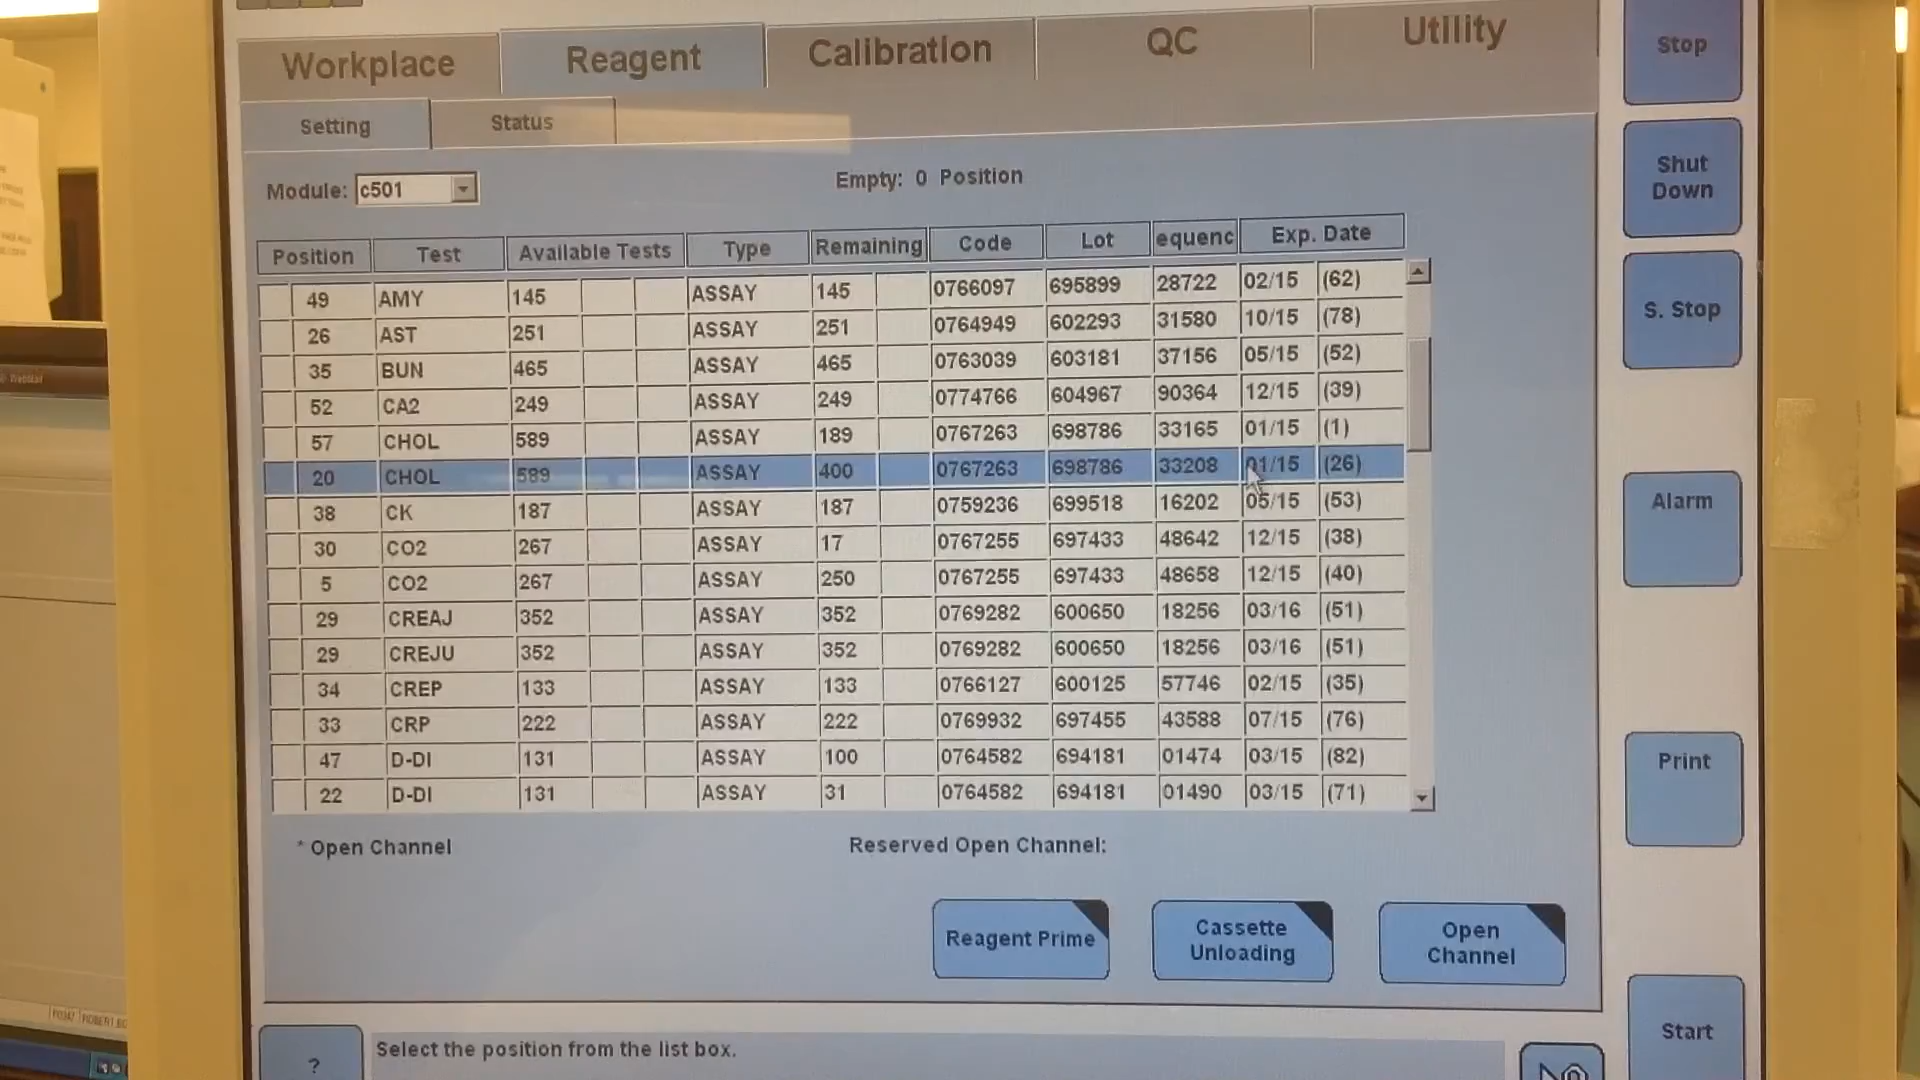 Workplace Reagent Calibration QC Utility
Setting Status
Module: c501 Empty: 0 Position
Position Test Available Tests Type Remaining Code Lot equenc Exp. Date
49 AMY 145 ASSAY 145 0766097 695899 28722 02/15 (62)
26 AST 251 ASSAY 251 0764949 602293 31580 10/15 (78)
35 BUN 465 ASSAY 465 0763039 603181 37156 05/15 (52)
52 CA2 249 ASSAY 249 0774766 604967 90364 12/15 (39)
57 CHOL 589 ASSAY 189 0767263 698786 33165 01/15 (1)
20 CHOL 589 ASSAY 400 0767263 698786 33208 01/15 (26)
38 CK 187 ASSAY 187 0759236 699518 16202 05/15 (53)
30 CO2 267 ASSAY 17 0767255 697433 48642 12/15 (38)
5 CO2 267 ASSAY 250 0767255 697433 48658 12/15 (40)
29 CREAJ 352 ASSAY 352 0769282 600650 18256 03/16 (51)
29 CREJU 352 ASSAY 352 0769282 600650 18256 03/16 (51)
34 CREP 133 ASSAY 133 0766127 600125 57746 02/15 (35)
33 CRP 222 ASSAY 222 0769932 697455 43588 07/15 (76)
47 D-DI 131 ASSAY 100 0764582 694181 01474 03/15 (82)
22 D-DI 131 ASSAY 31 0764582 694181 01490 03/15 (71)
* Open Channel Reserved Open Channel:
Reagent Prime
Cassette
Unloading
Open
Channel
? Select the position from the list box.
Stop
Shut
Down
S. Stop
Alarm
Print
Start